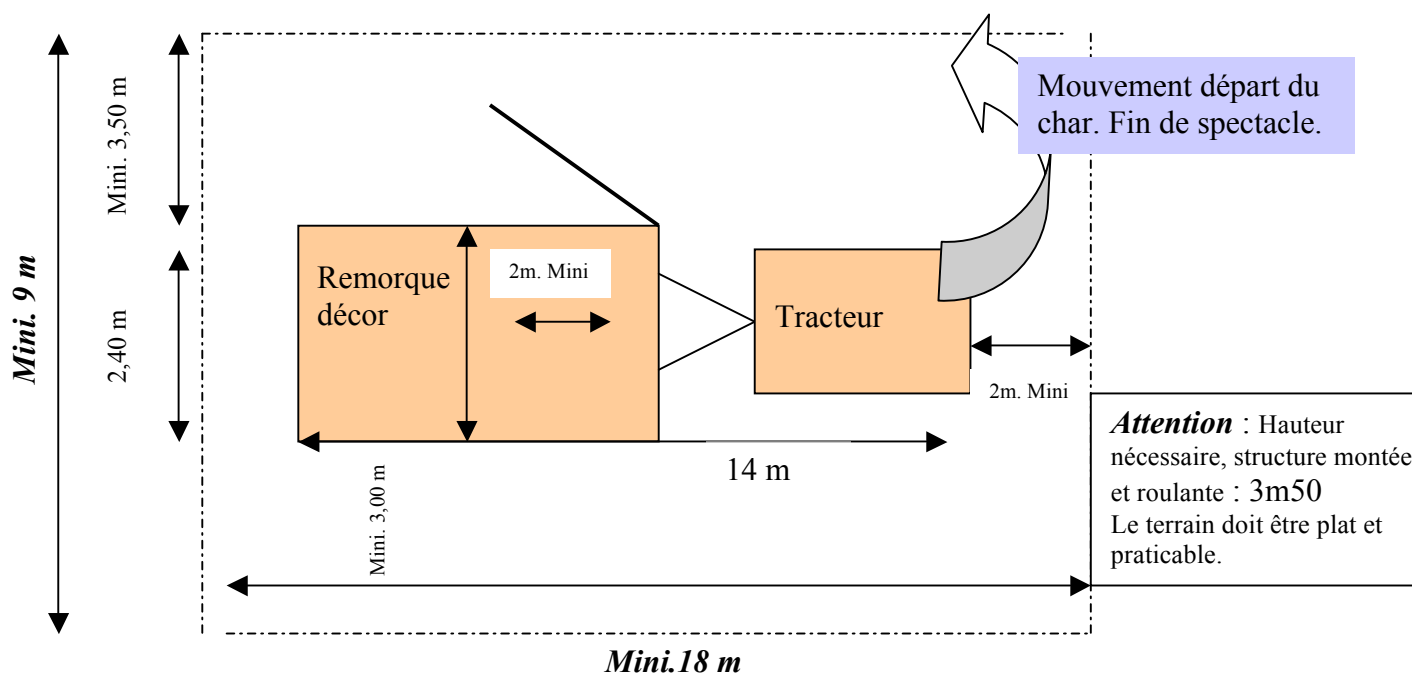 Mini. 9 m
Mini. 3,50 m
2,40 m
Mouvement départ du
char. Fin de spectacle.
Remorque
décor
2m. Mini
Tracteur
2m. Mini
14 m
Mini. 3,00 m
Attention : Hauteur
nécessaire, structure montée
et roulante : 3m50
Le terrain doit être plat et
praticable.
Mini.18 m